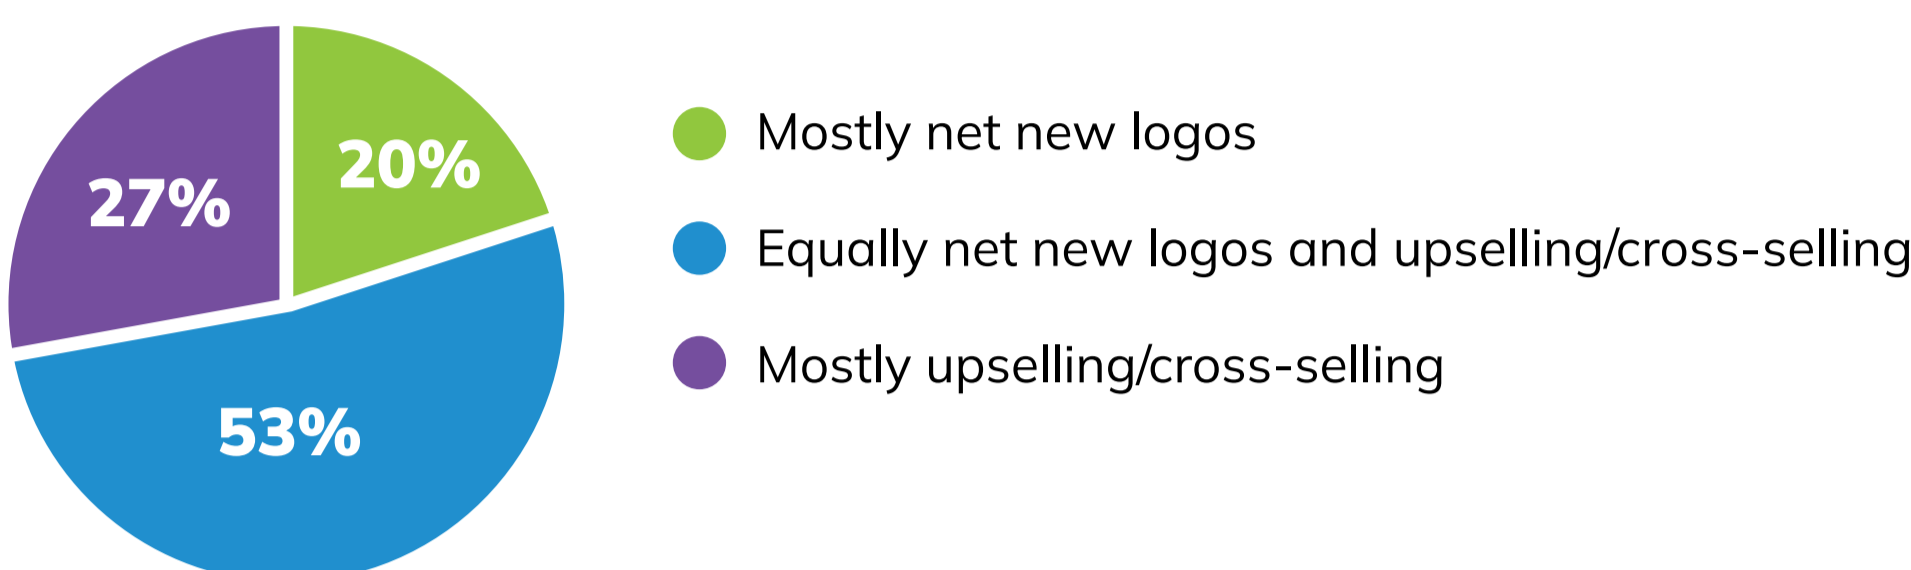 20%
27%
53%
Mostly net new logos
Equally net new logos and upselling/cross-selling
Mostly upselling/cross-selling